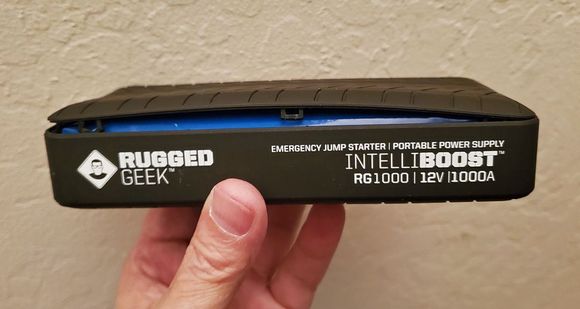 RUGGED
GEEK™
EMERGENCY JUMP STARTER | PORTABLE POWER SUPPLY
INTELLIBOOST™
RG1000 | 12V | 1000A